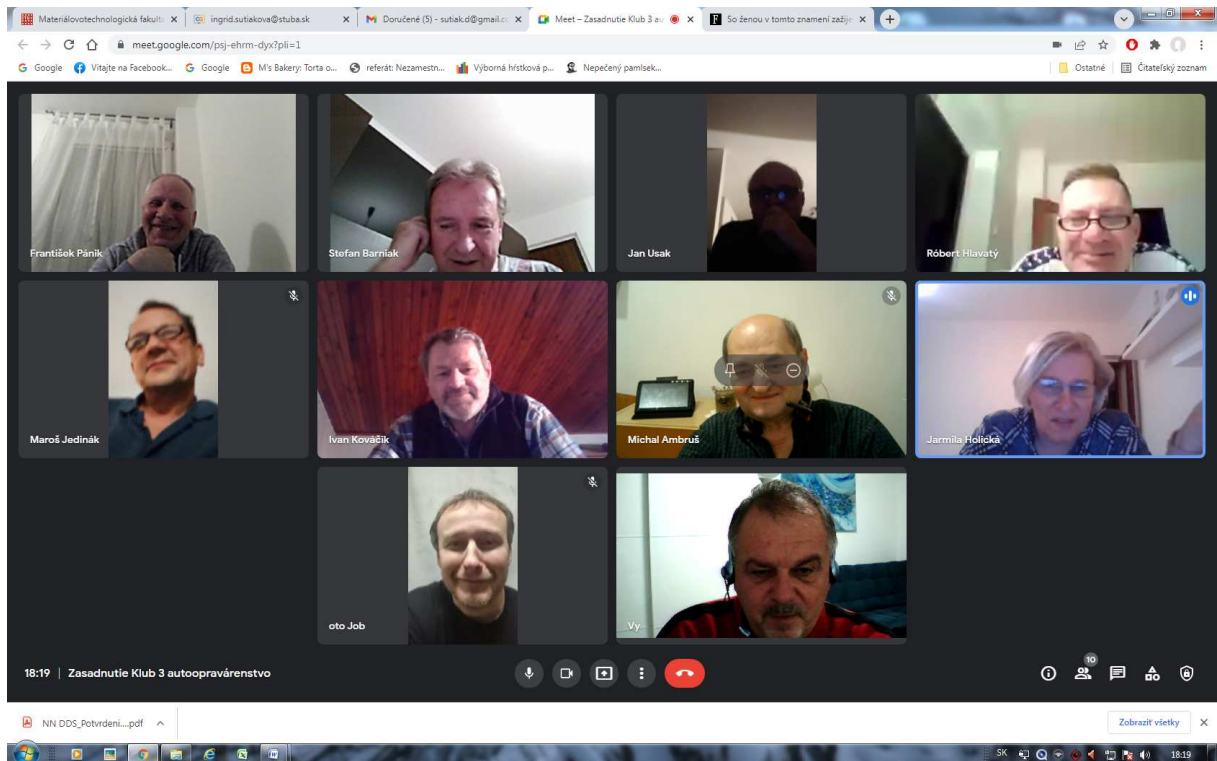 Materiálovotechnologická fakulta
ingrid.sutiakova@stuba.sk
Doručené (5) - sutiak.d@gmail.c
Meet – Zasadnutie Klub 3 au
So ženou v tomto znamení zažije
meet.google.com/psj-ehrm-dyx?pli=1
Google
Vitajte na Facebook...
Google
M's Bakery: Torta o...
referát: Nezamestn...
Výborná hŕstková p...
Nepečený pamlsek...
Ostatné
Čitateľský zoznam
František Pánik
Stefan Barniak
Jan Usak
Róbert Hlavatý
Maroš Jedinák
Ivan Kováčik
Michal Ambruš
Jarmila Holická
oto Job
Vy
18:19 | Zasadnutie Klub 3 autoopravárenstvo
10
NN DDS_Potvrdeni....pdf
Zobraziť všetky
SK
18:19